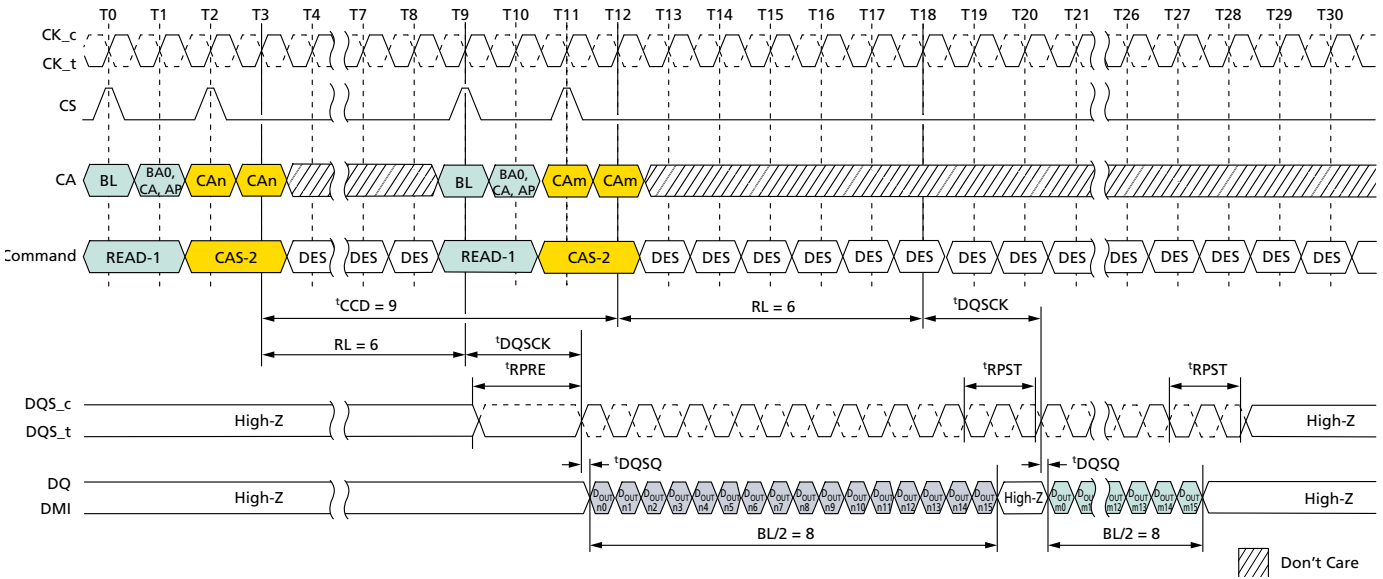 T0 T1 T2 T3 T4 T7 T8 T9 T10 T11 T12 T13 T14 T15 T16 T17 T18 T19 T20 T21 T26 T27 T28 T29 T30
CK_c
CK_t
CS
CA BL BA0, CA, AP CAn CAn BL BA0, CA, AP CAm CAm
Command READ-1 CAS-2 DES DES DES READ-1 CAS-2 DES DES DES DES DES DES DES DES DES DES DES DES DES DES
tCCD = 9 RL = 6 tDQSCK
RL = 6 tDQSCK
tRPRE tRPST tRPST
DQS_c
DQS_t
High-Z High-Z
tDQSQ tDQSQ
DQ
DMI
High-Z DOUT n0 DOUT n1 DOUT n2 DOUT n3 DOUT n4 DOUT n5 DOUT n6 DOUT n7 DOUT n8 DOUT n9 DOUT n10 DOUT n11 DOUT n12 DOUT n13 DOUT n14 DOUT n15 High-Z DOUT m0 DOUT m1 DOUT m12 DOUT m13 DOUT m14 DOUT m15 High-Z
BL/2 = 8 BL/2 = 8
Don't Care